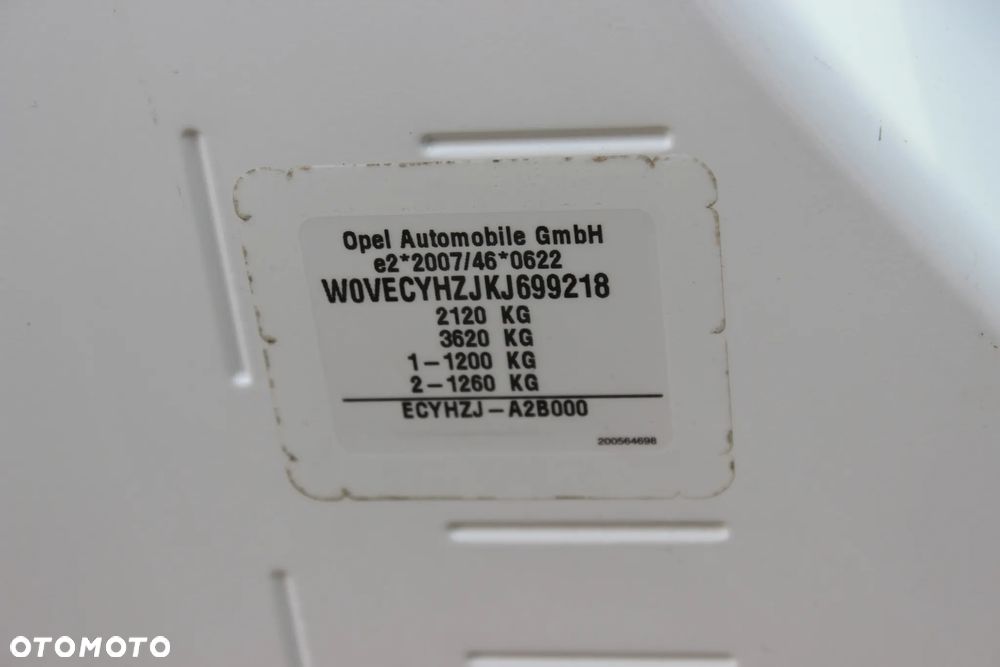 Opel Automobile GmbH
e2*2007/46*0622
W0VECYHZJKJ699218
2120 KG
3620 KG
1-1200 KG
2-1260 KG
ECYHZJ-A2B000
200564698
OTOMOTO